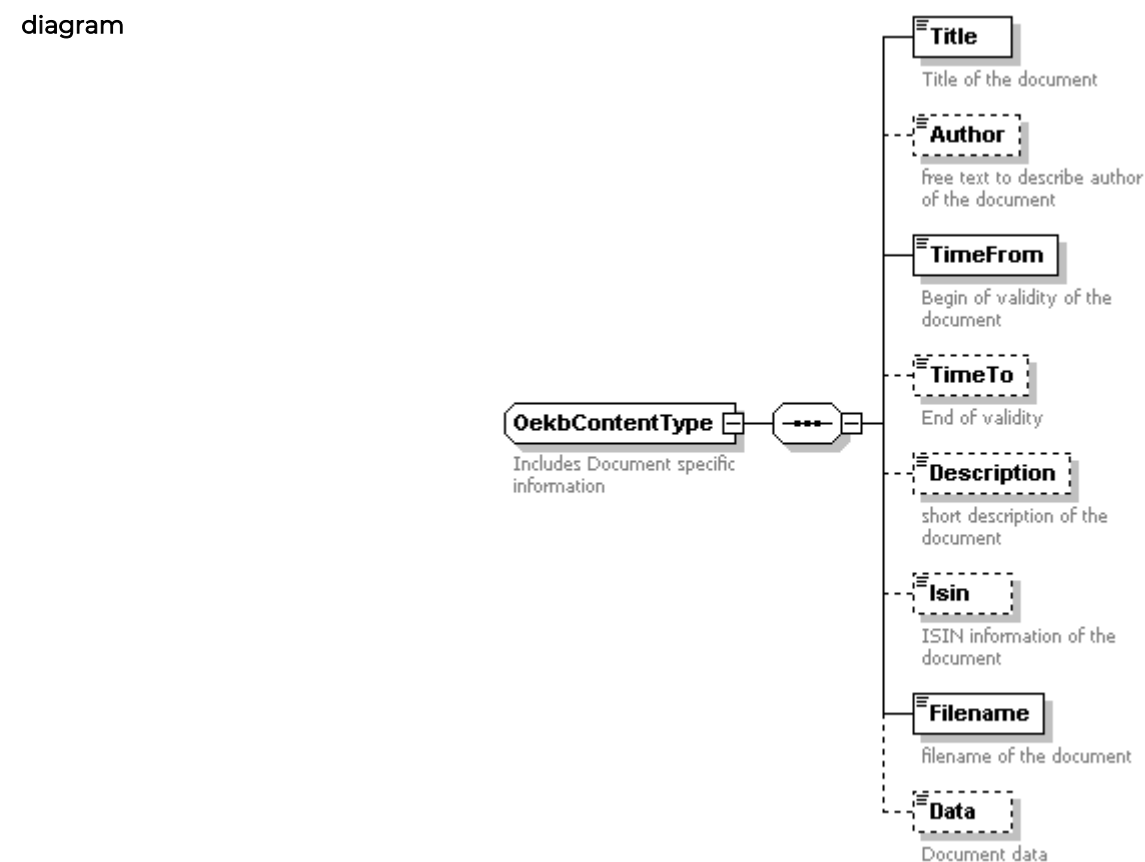 diagram
Title
Title of the document
Author
free text to describe author
of the document
TimeFrom
Begin of validity of the
document
TimeTo
End of validity
OekbContentType
Includes Document specific
information
Description
short description of the
document
Isin
ISIN information of the
document
Filename
filename of the document
Data
Document data